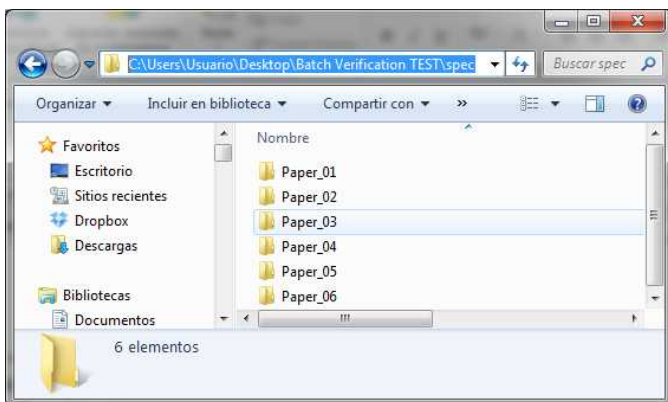 C:\Users\Usuario\Desktop\Batch Verification TEST\spec
Buscar spec
Organizar
Incluir en biblioteca
Compartir con
»
Favoritos
Escritorio
Sitios recientes
Dropbox
Descargas
Bibliotecas
Documentos
Nombre
Paper_01
Paper_02
Paper_03
Paper_04
Paper_05
Paper_06
6 elementos